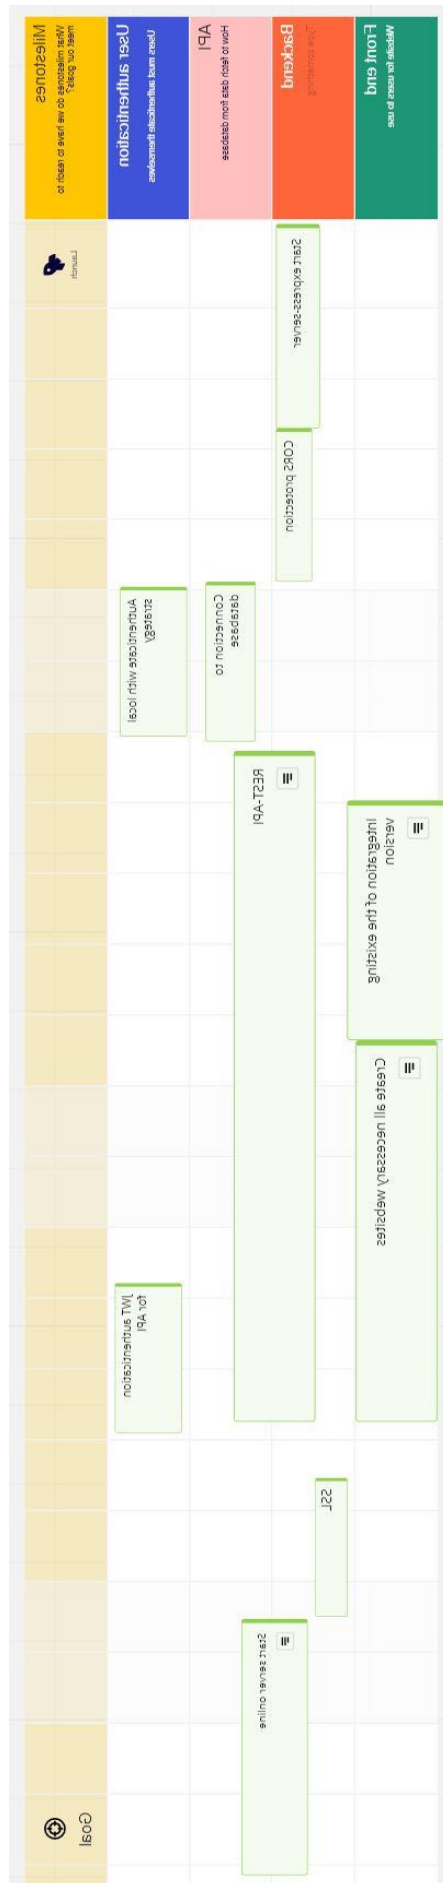 Front end
Website for users to use
Backend
Type something
API
How to fetch data from database
User authentication
Users must authenticate themselves
Milestones
What milestones do we have to reach to
meet our goals?
Launch
Start express-server
CORS protection
Connection to
database
Authenticate with local
strategy
REST-API
Integration of the existing
version
Create all necessary websites
JWT authentication
for API
SSL
Start server online
Goal